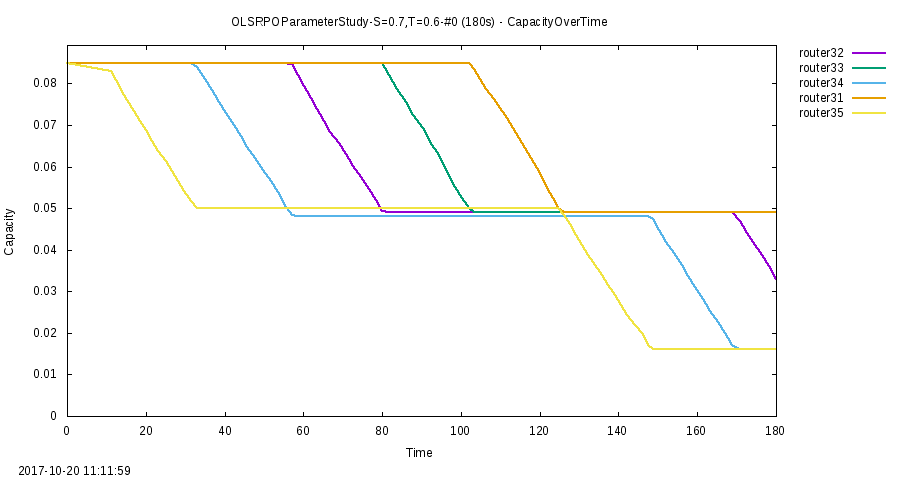 OLSRPOParameterStudy-S=0.7,T=0.6-#0 (180s) - CapacityOverTime
router32
router33
router34
router31
router35
0.08
0.07
0.06
0.05
0.04
0.03
0.02
0.01
0
Capacity
0 20 40 60 80 100 120 140 160 180
Time
2017-10-20 11:11:59